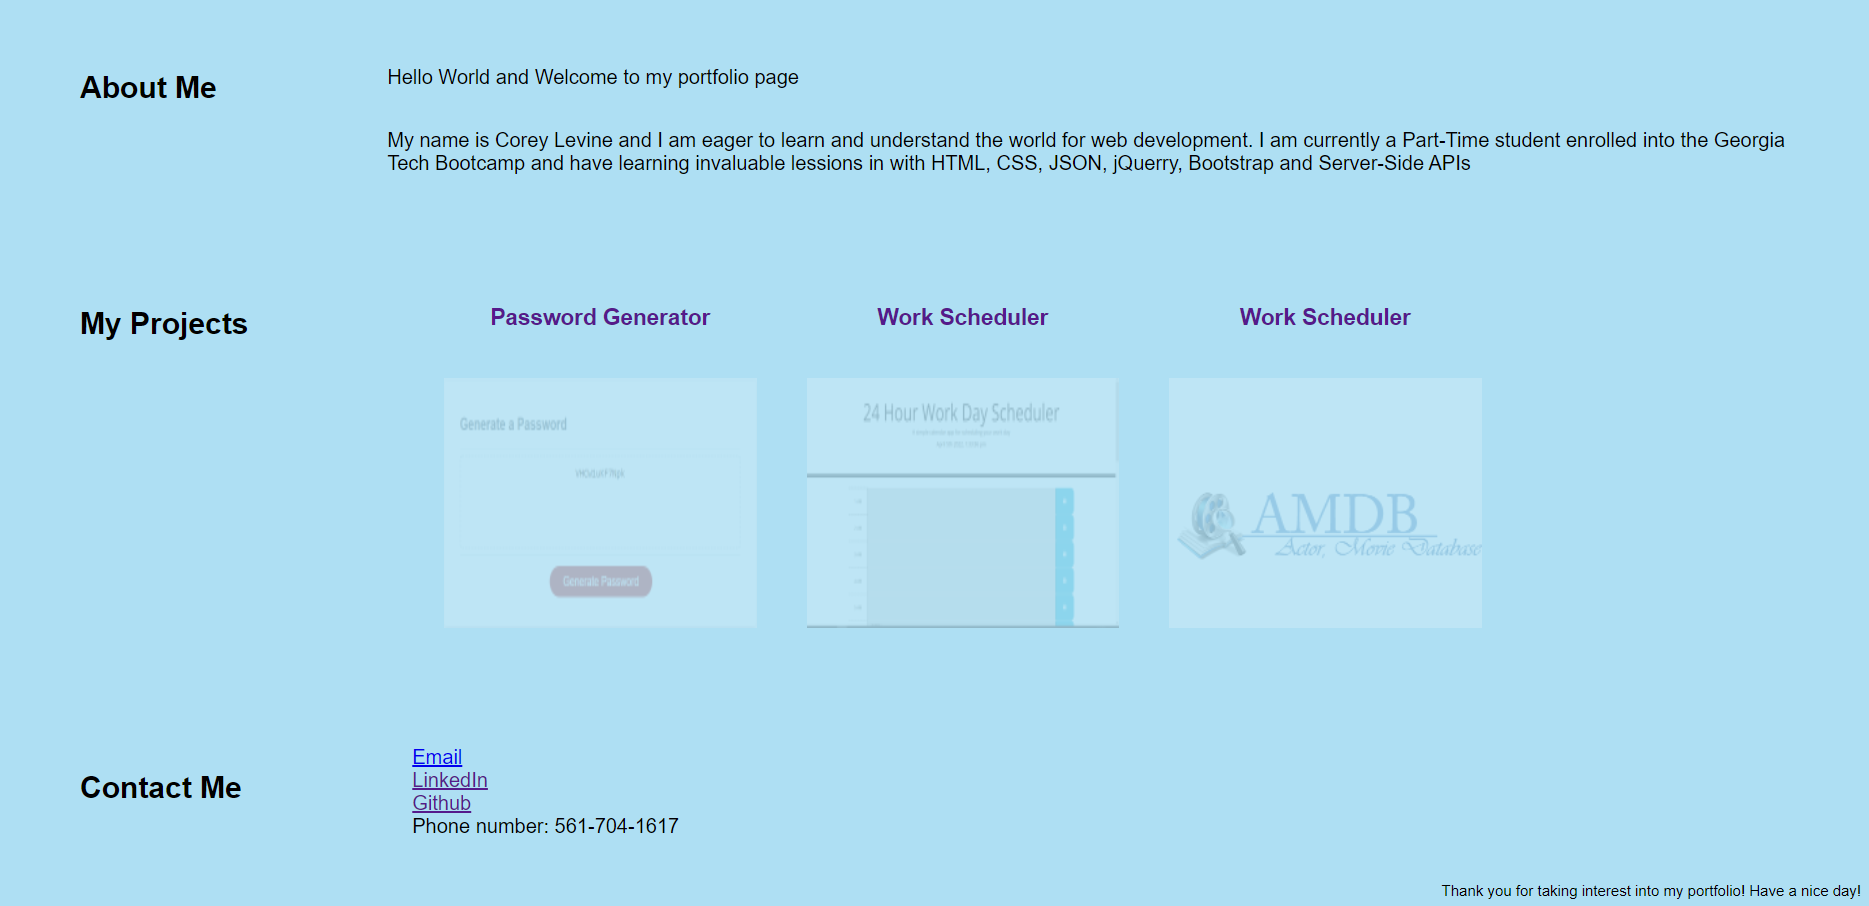 About Me
Hello World and Welcome to my portfolio page
My name is Corey Levine and I am eager to learn and understand the world for web development. I am currently a Part-Time student enrolled into the Georgia
Tech Bootcamp and have learning invaluable lessions in with HTML, CSS, JSON, jQuerry, Bootstrap and Server-Side APIs
My Projects
Password Generator
Work Scheduler
Work Scheduler
Generate a Password
Generate Password
24 Hour Work Day Scheduler
AMDB
Actor, Movie Database
Contact Me
Email
LinkedIn
Github
Phone number: 561-704-1617
Thank you for taking interest into my portfolio! Have a nice day!